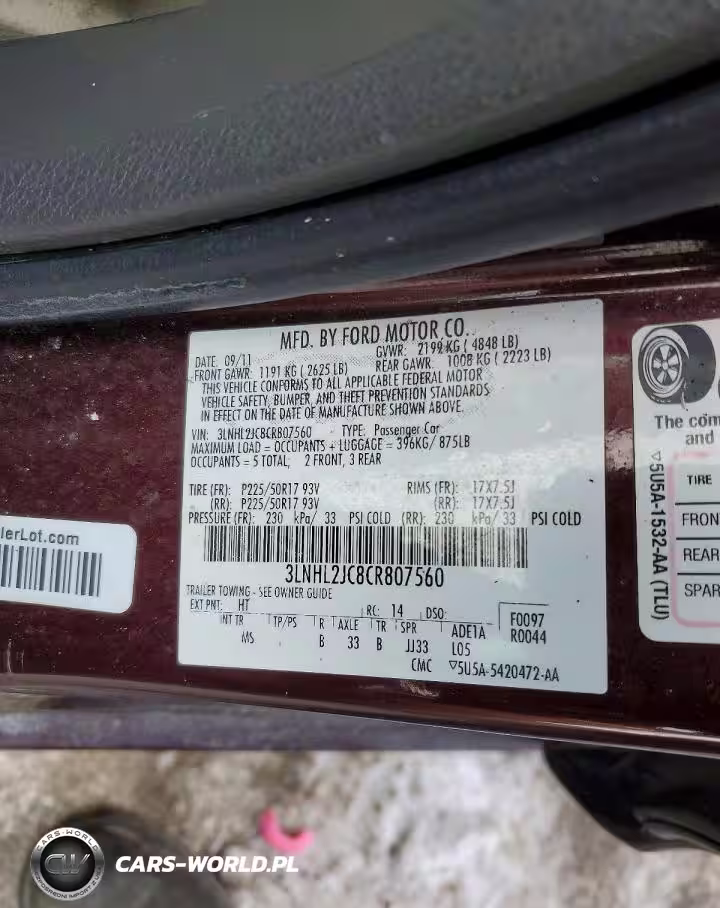 MFD. BY FORD MOTOR CO.
DATE: 09/11 GVWR: 2199 KG ( 4848 LB)
FRONT GAWR: 1191 KG ( 2625 LB) REAR GAWR: 1008 KG ( 2223 LB)
THIS VEHICLE CONFORMS TO ALL APPLICABLE FEDERAL MOTOR
VEHICLE SAFETY, BUMPER, AND THEFT PREVENTION STANDARDS
IN EFFECT ON THE DATE OF MANUFACTURE SHOWN ABOVE.
VIN: 3LNHL2JC8CR807560 TYPE: Passenger Car
MAXIMUM LOAD = OCCUPANTS + LUGGAGE = 396KG/ 875LB
OCCUPANTS = 5 TOTAL; 2 FRONT, 3 REAR
TIRE (FR): P225/50R17 93V RIMS (FR): 17X7.5J
(RR): P225/50R17 93V (RR): 17X7.5J
PRESSURE (FR): 230 kPa/ 33 PSI COLD (RR): 230 kPa/ 33 PSI COLD
3LNHL2JC8CR807560
TRAILER TOWING - SEE OWNER GUIDE
EXT PNT: HT RC: 14 DSO: F0097
INT TR TP/PS R AXLE TR SPR ADE1A R0044
MS B 33 B JJ33 L05
CMC ▽5U5A-5420472-AA
lerLot.com
The com
and
TIRE
FRON
REAR
SPAR
▽5U5A-1532-AA (TLU)
CARS-WORLD
CW
CARS-WORLD.PL